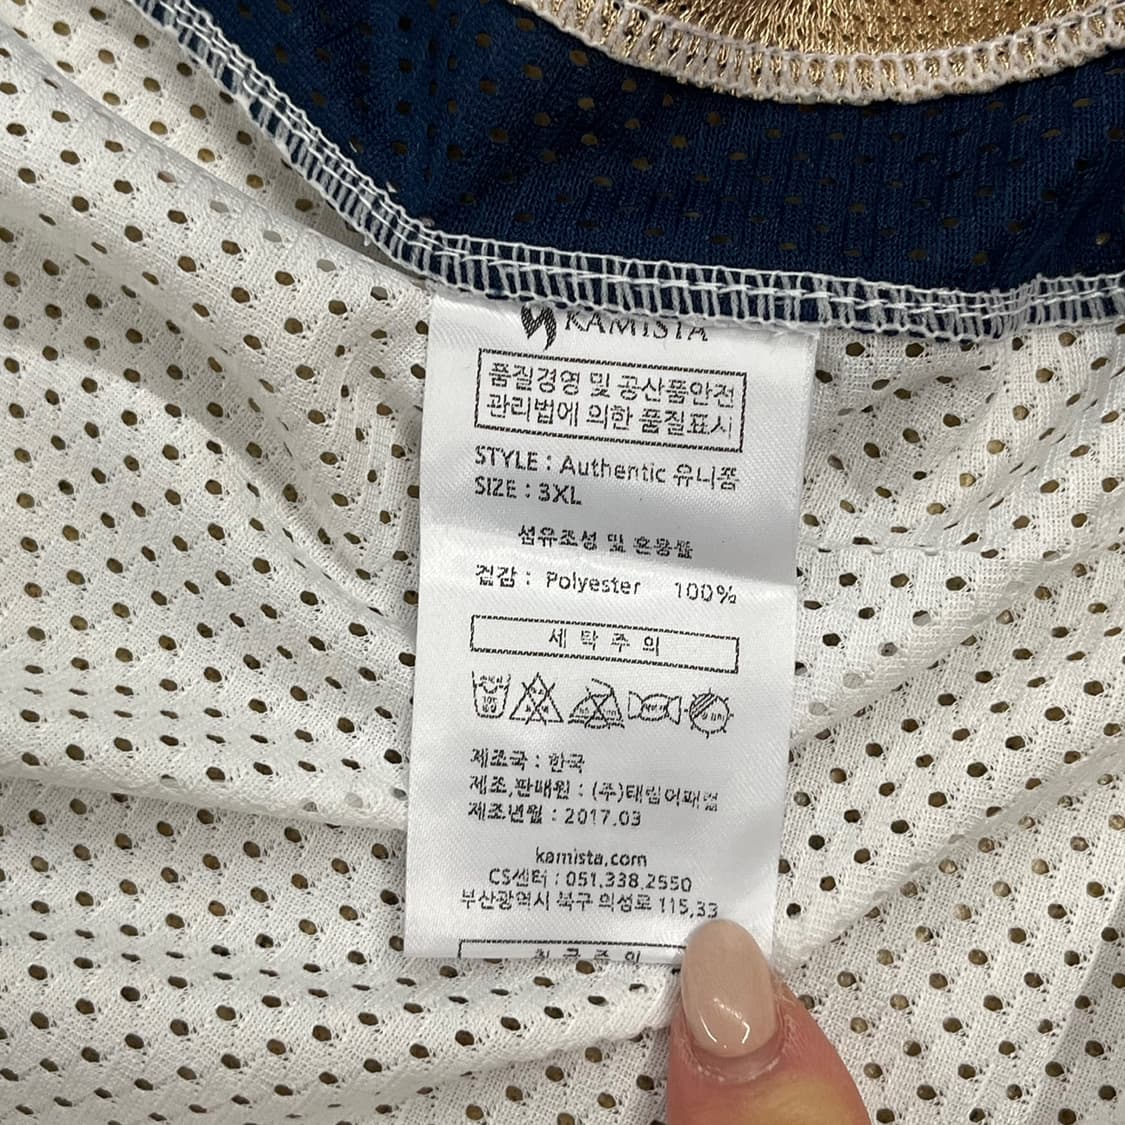 KAMISTA
품질경영 및 공산품안전
관리법에 의한 품질표시
STYLE : Authentic 유니폼
SIZE : 3XL
섬유조성 및 혼용률
겉감 : Polyester 100%
세탁주의
제조국 : 한국
제조,판매원 : (주)태림어패럴
제조년월 : 2017.03
kamista.com
CS센터 : 051.338.2550
부산광역시 북구 의성로 115,33
취급주의